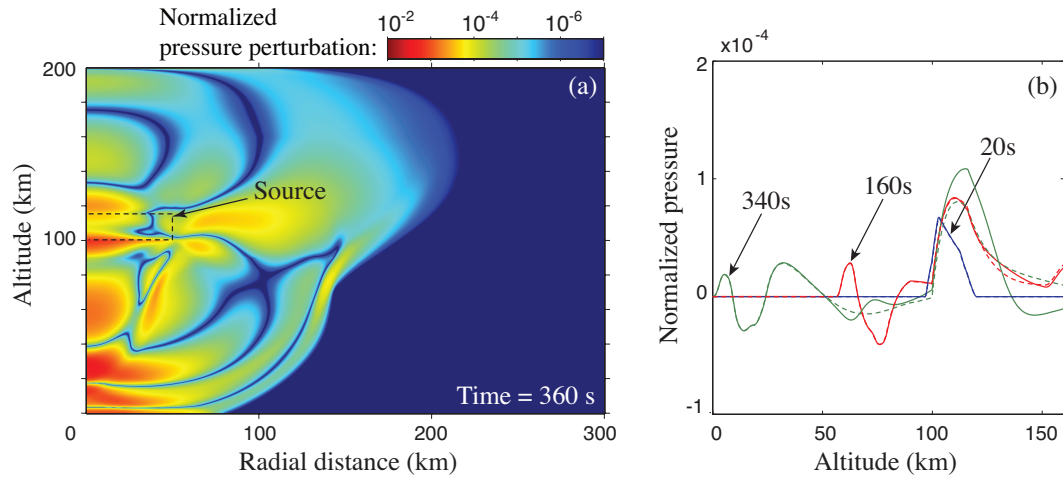 Normalized
pressure perturbation:
10-2
10-4
10-6
200
100
0
Altitude (km)
(a)
Source
Time = 360 s
0
100
200
300
Radial distance (km)
x10-4
2
1
0
-1
Normalized pressure
(b)
20s
160s
340s
0
50
100
150
Altitude (km)